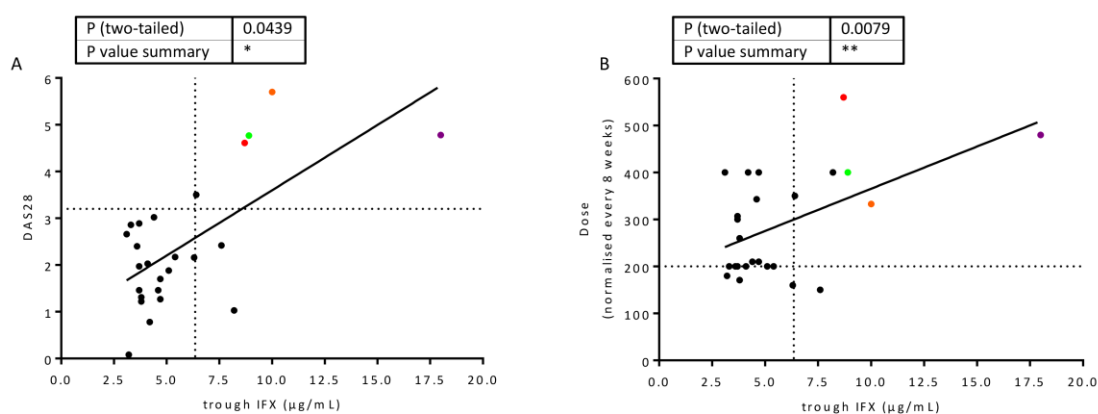 P (two-tailed) 0.0439
P value summary *
A
DAS28
6
5
4
3
2
1
0
0.0 2.5 5.0 7.5 10.0 12.5 15.0 17.5 20.0
trough IFX (µg/mL)
P (two-tailed) 0.0079
P value summary **
B
Dose
(normalised every 8 weeks)
600
500
400
300
200
100
0
0.0 2.5 5.0 7.5 10.0 12.5 15.0 17.5 20.0
trough IFX (µg/mL)